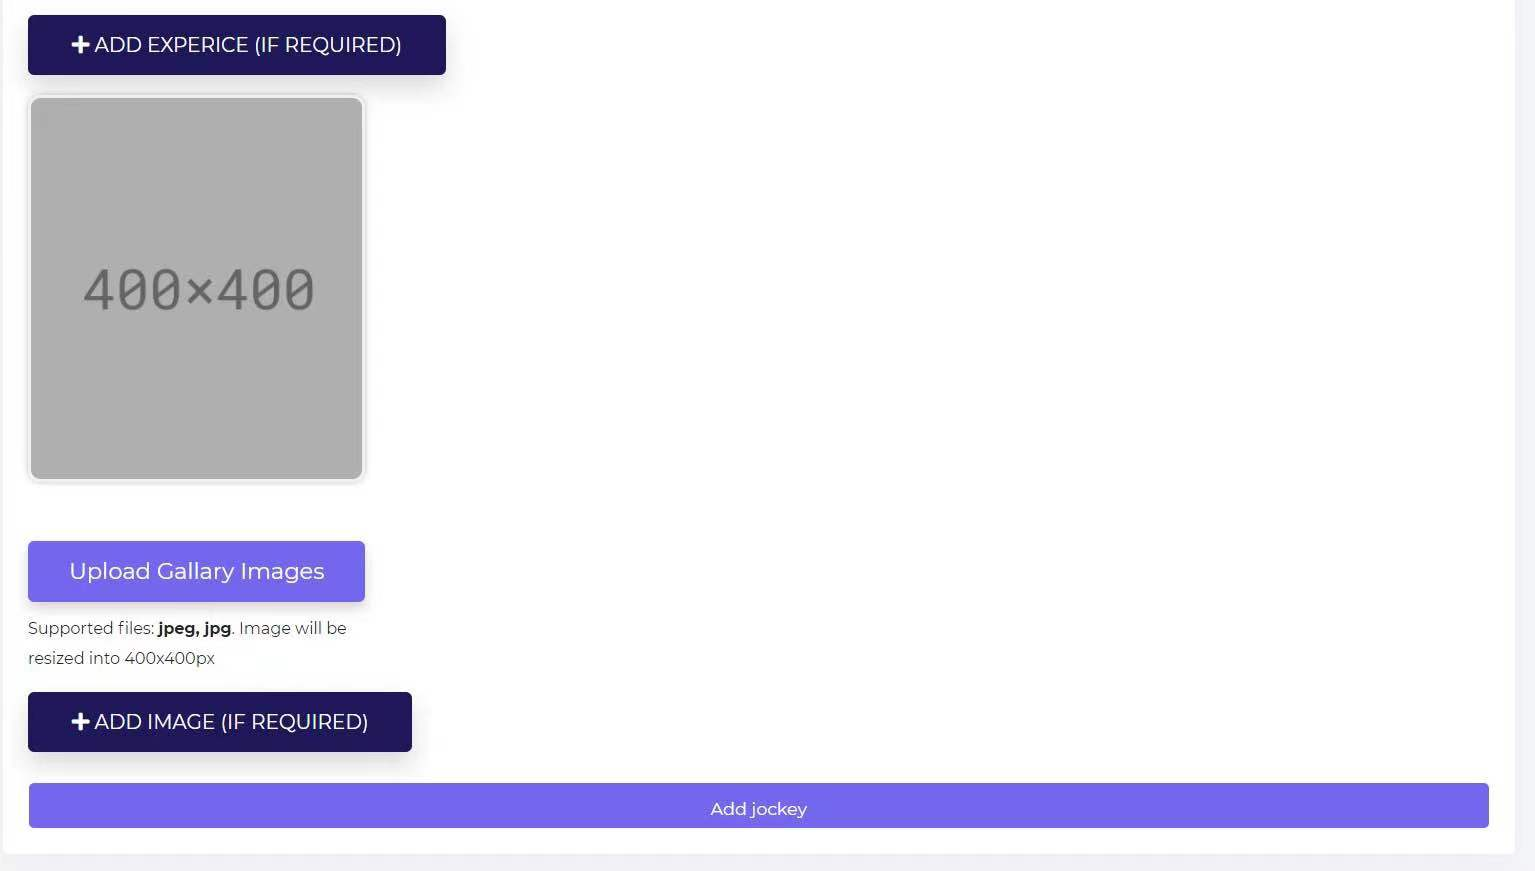 ADD EXPERICE (IF REQUIRED)
400×400
Upload Gallary Images
Supported files: jpeg, jpg. Image will be
resized into 400x400px
ADD IMAGE (IF REQUIRED)
Add jockey